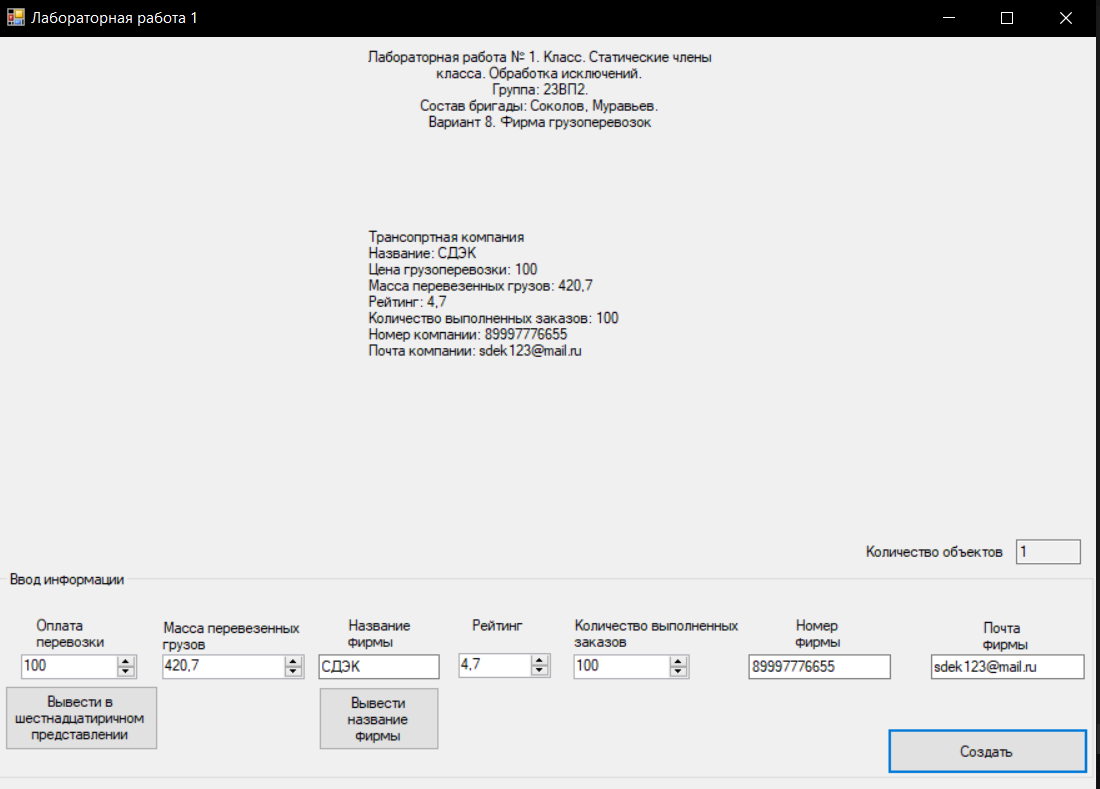 Лабораторная работа 1
Лабораторная работа № 1. Класс. Статические члены
класса. Обработка исключений.
Группа: 23ВП2.
Состав бригады: Соколов, Муравьев.
Вариант 8. Фирма грузоперевозок
Трансопртная компания
Название: СДЭК
Цена грузоперевозки: 100
Масса перевезенных грузов: 420,7
Рейтинг: 4,7
Количество выполненных заказов: 100
Номер компании: 89997776655
Почта компании: sdek123@mail.ru
Количество объектов
1
Ввод информации
Оплата
перевозки
100
Масса перевезенных
грузов
420,7
Название
фирмы
СДЭК
Рейтинг
4,7
Количество выполненных
заказов
100
Номер
фирмы
89997776655
Почта
фирмы
sdek123@mail.ru
Вывести в
шестнадцатиричном
представлении
Вывести
название
фирмы
Создать